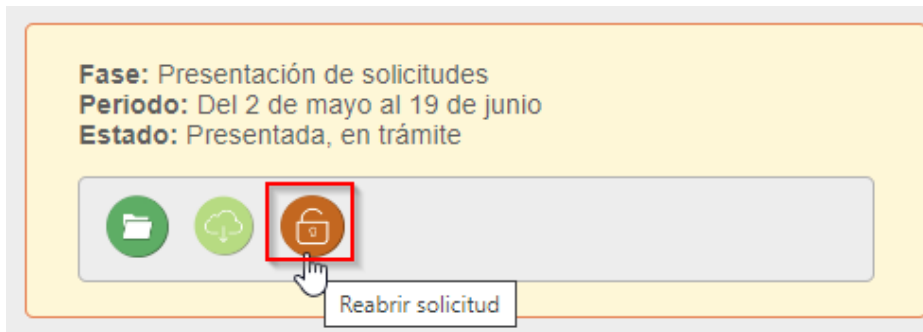 Fase: Presentación de solicitudes
Periodo: Del 2 de mayo al 19 de junio
Estado: Presentada, en trámite
Reabrir solicitud